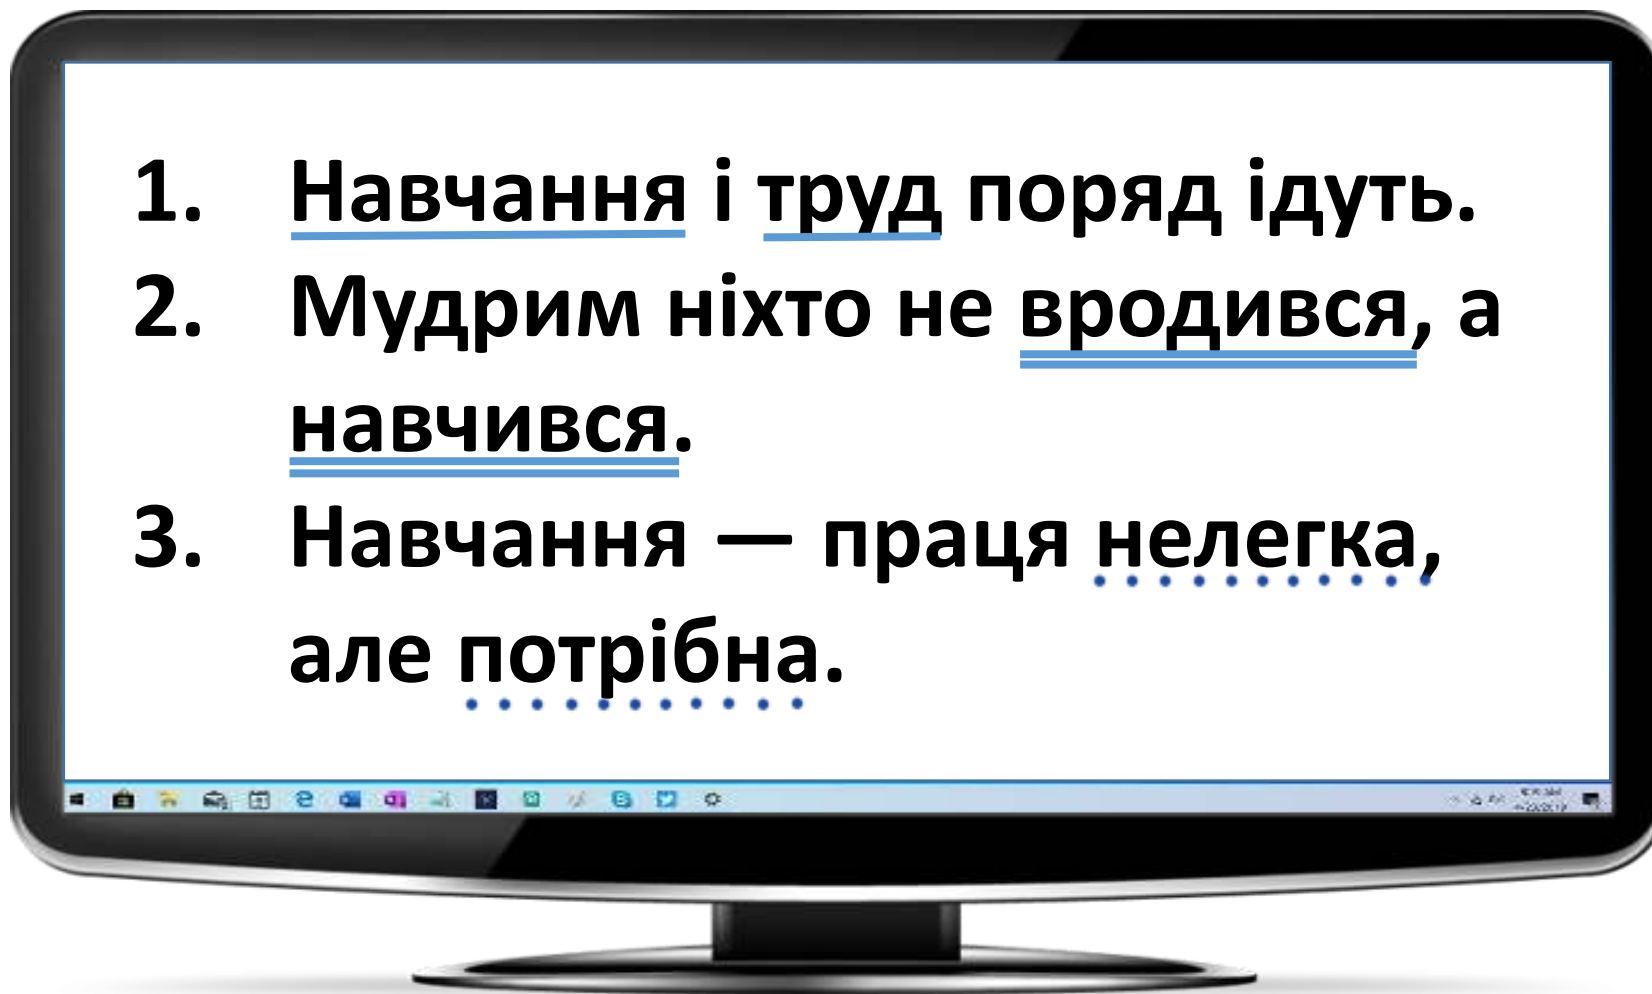 1. Навчання і труд поряд ідуть.
2. Мудрим ніхто не вродився, а
навчився.
3. Навчання — праця нелегка,
але потрібна.